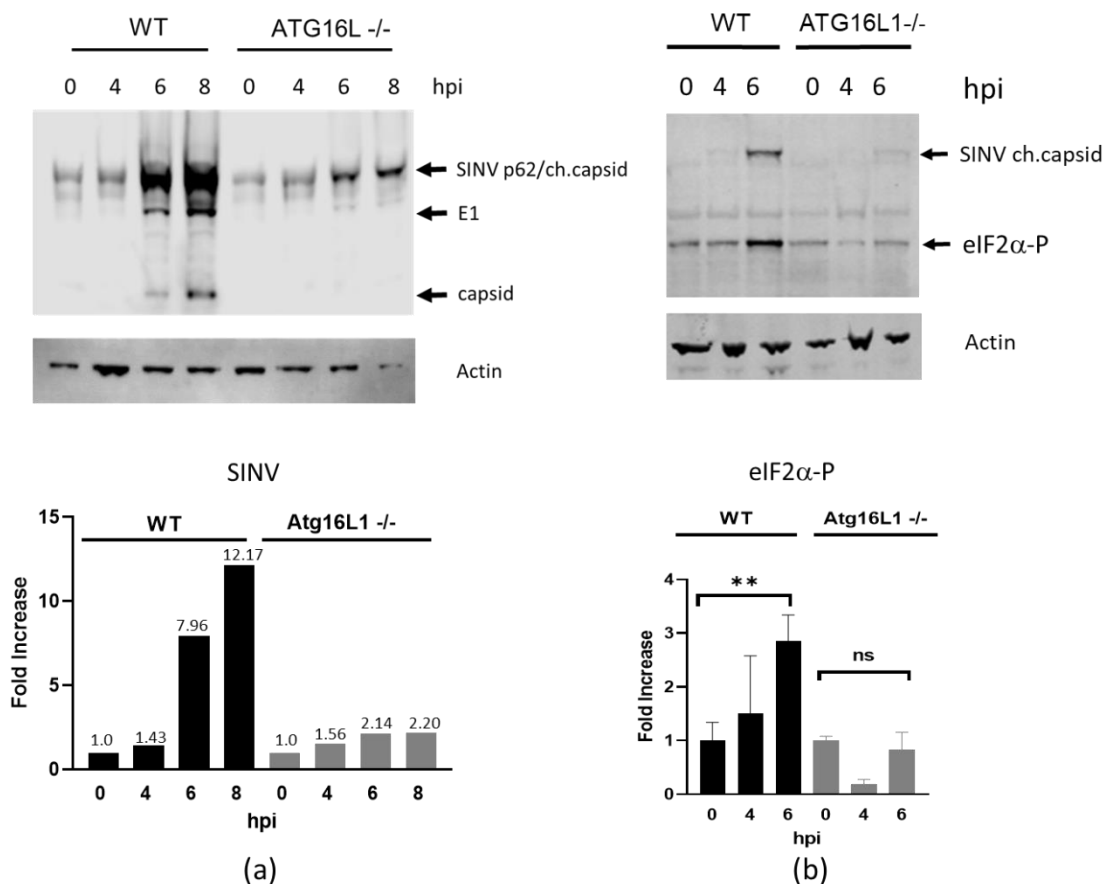 WT ATG16L -/-
0 4 6 8 0 4 6 8 hpi
SINV p62/ch.capsid
E1
capsid
Actin
SINV
15
10
5
0
Fold Increase
WT Atg16L1 -/-
1.0 1.43 7.96 12.17 1.0 1.56 2.14 2.20
0 4 6 8 0 4 6 8
hpi
(a)
WT ATG16L1-/-
0 4 6 0 4 6 hpi
SINV ch.capsid
eIF2α-P
Actin
eIF2α-P
WT Atg16L1 -/-
4
3
2
1
0
Fold Increase
** ns
0 4 6 0 4 6
hpi
(b)